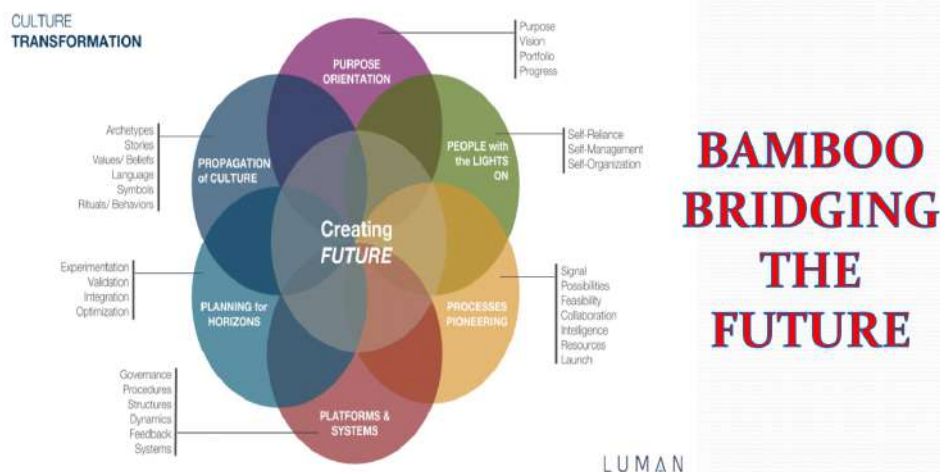 CULTURE
TRANSFORMATION
PURPOSE
ORIENTATION
Purpose
Vision
Portfolio
Progress
PEOPLE with
the LIGHTS
ON
Self-Reliance
Self-Management
Self-Organization
PROCESSES
PIONEERING
Signal
Possibilities
Feasibility
Collaboration
Intelligence
Resources
Launch
PLATFORMS &
SYSTEMS
Governance
Procedures
Structures
Dynamics
Feedback
Systems
PLANNING for
HORIZONS
Experimentation
Validation
Integration
Optimization
PROPAGATION
of CULTURE
Archetypes
Stories
Values/ Beliefs
Language
Symbols
Rituals/ Behaviors
Creating
FUTURE
LUMAN
BAMBOO
BRIDGING
THE
FUTURE